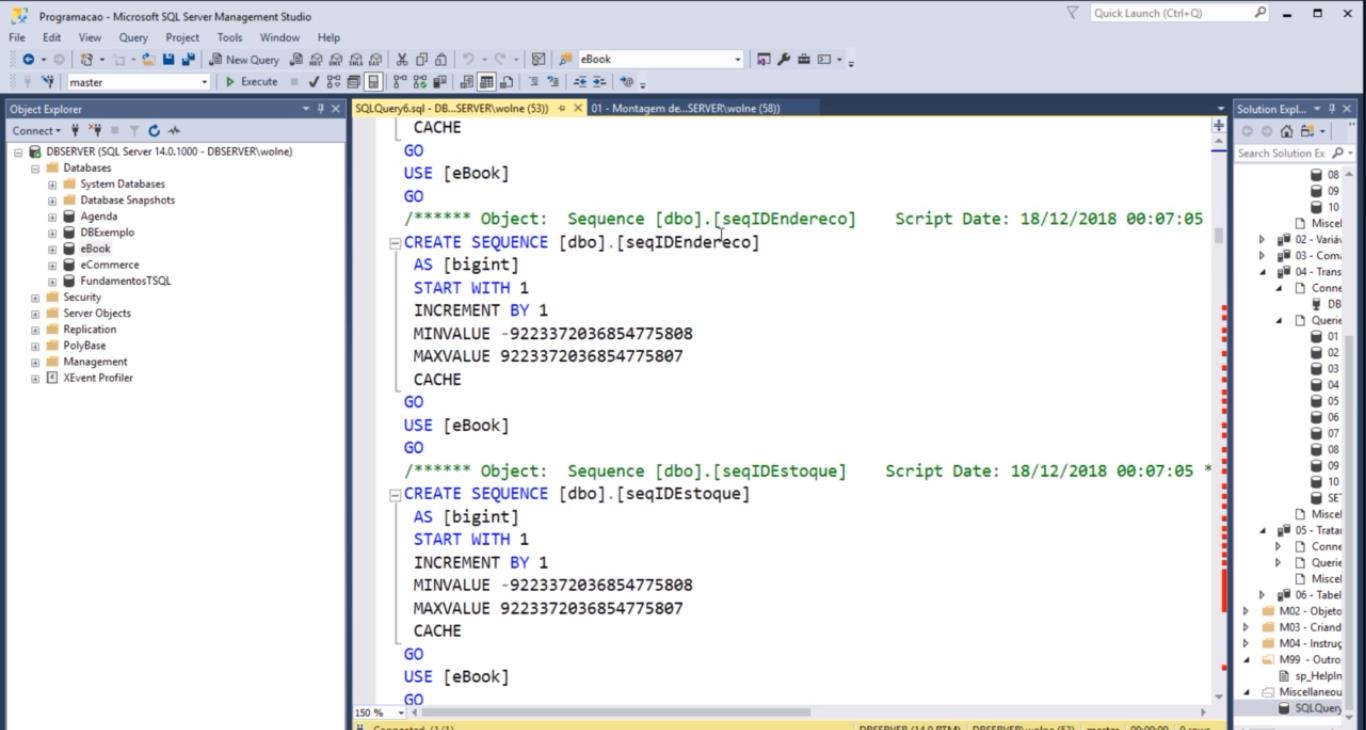 Programacao - Microsoft SQL Server Management Studio
Quick Launch (Ctrl+Q)
File Edit View Query Project Tools Window Help
New Query
eBook
master
Execute
Object Explorer
Connect
DBSERVER (SQL Server 14.0.1000 - DBSERVER\wolne)
Databases
System Databases
Database Snapshots
Agenda
DBExemplo
eBook
eCommerce
FundamentosTSQL
Security
Server Objects
Replication
PolyBase
Management
XEvent Profiler
SQLQuery6.sql - DB...SERVER\wolne (53))
01 - Montagem de...SERVER\wolne (58))
CACHE
GO
USE [eBook]
GO
/****** Object:  Sequence [dbo].[seqIDEndereco]    Script Date: 18/12/2018 00:07:05
CREATE SEQUENCE [dbo].[seqIDEndereco]
AS [bigint]
START WITH 1
INCREMENT BY 1
MINVALUE -9223372036854775808
MAXVALUE 9223372036854775807
CACHE
GO
USE [eBook]
GO
/****** Object:  Sequence [dbo].[seqIDEstoque]    Script Date: 18/12/2018 00:07:05 *
CREATE SEQUENCE [dbo].[seqIDEstoque]
AS [bigint]
START WITH 1
INCREMENT BY 1
MINVALUE -9223372036854775808
MAXVALUE 9223372036854775807
CACHE
GO
USE [eBook]
GO
150 %
Solution Expl...
Search Solution Ex
08
09
10
Miscel
02 - Variáv
03 - Com
04 - Trans
Conne
DB
Querie
01
02
03
04
05
06
07
08
09
10
SE
Miscel
05 - Trata
Conne
Querie
Miscel
06 - Tabel
M02 - Objeto
M03 - Criand
M04 - Instruç
M99 - Outro
sp_HelpIn
Miscellaneou
SQLQuery